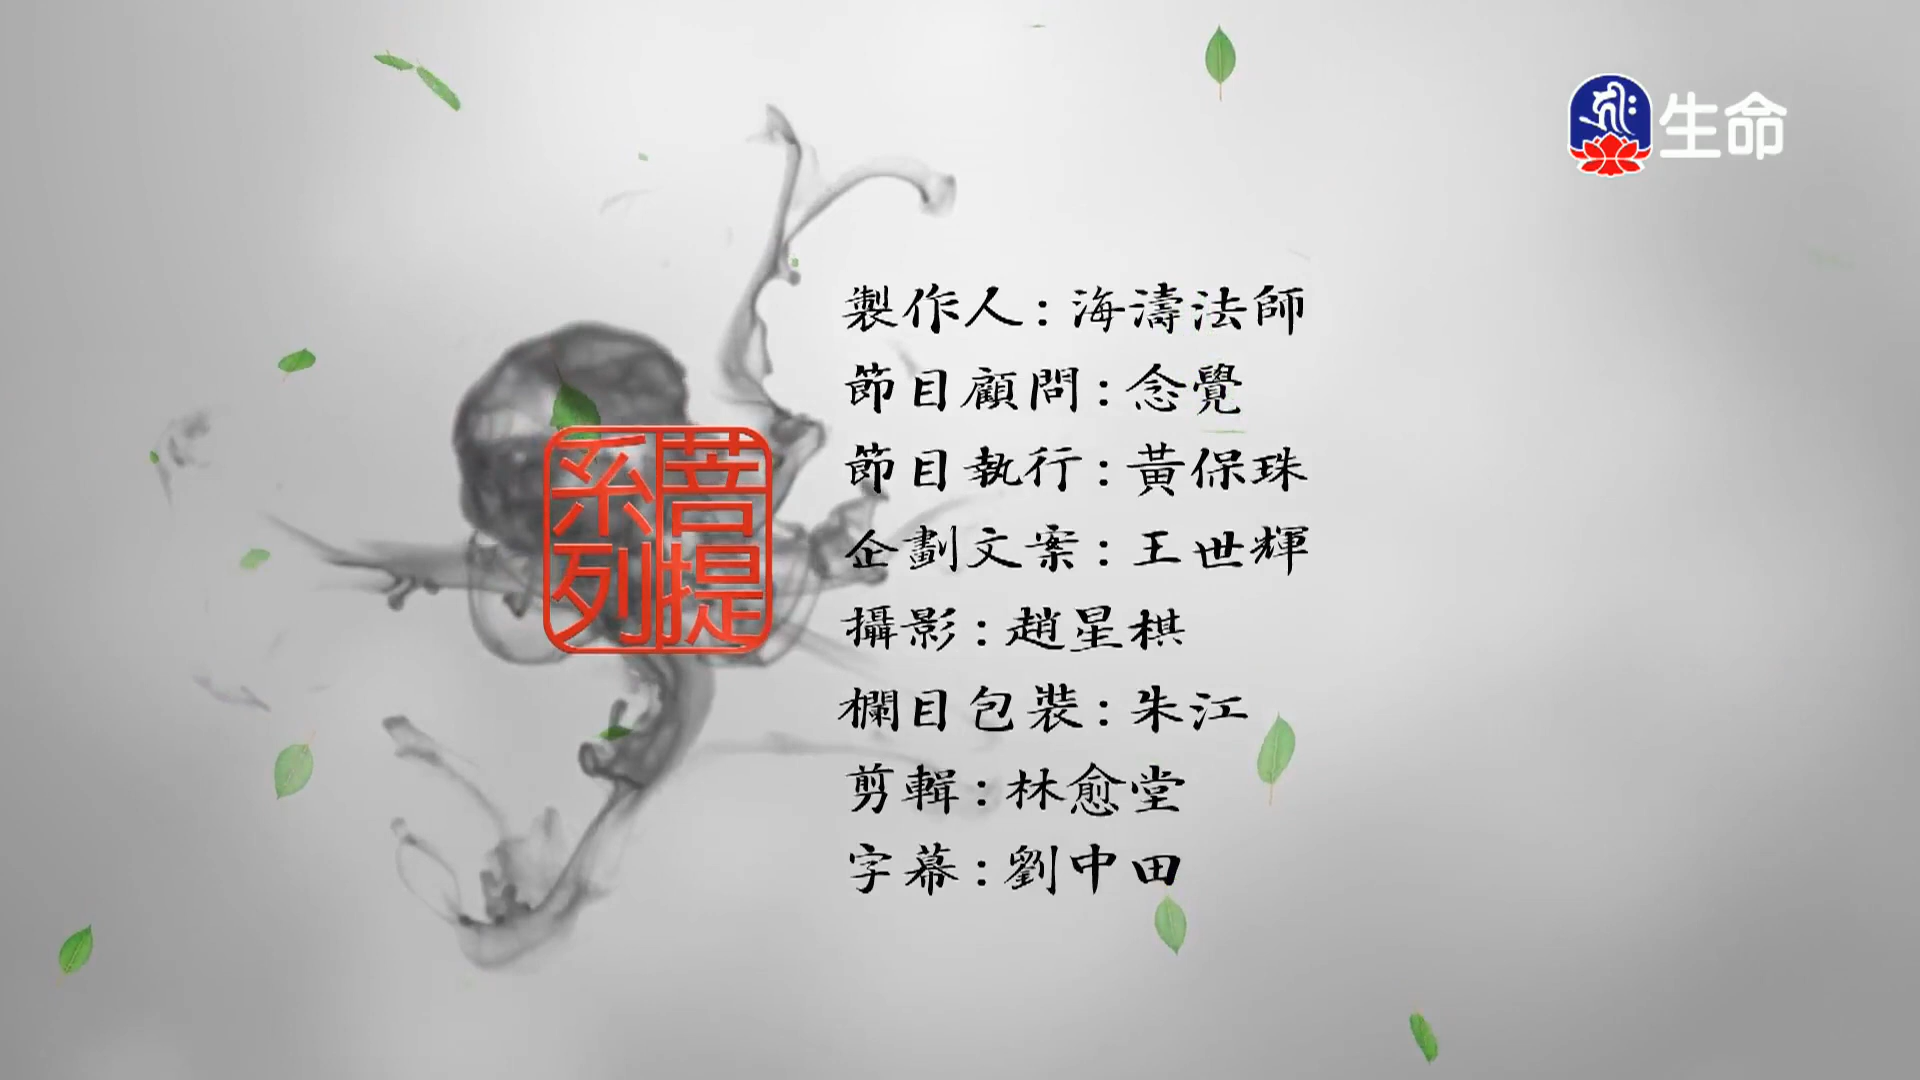 生命
製作人:海濤法師
節目顧問:念覺
節目執行:黃保珠
企劃文案:王世輝
攝影:趙星棋
欄目包裝:朱江
剪輯:林愈堂
字幕:劉中田
菩提
系列